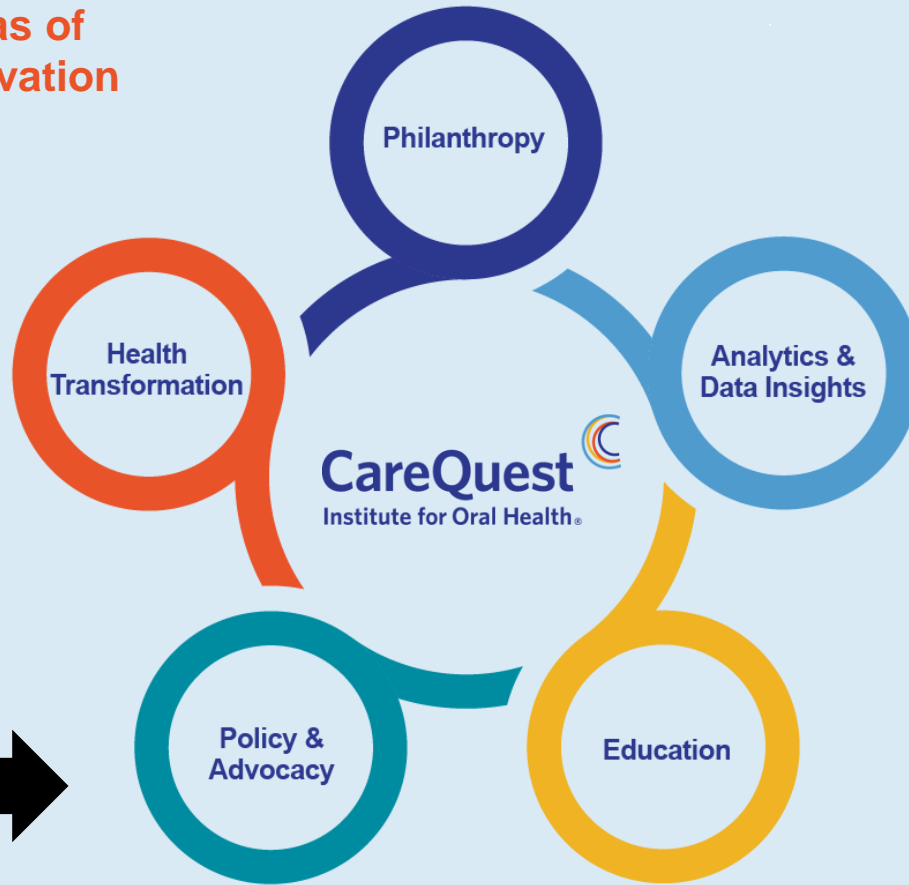 as of
vation
Philanthropy
Health
Transformation
Analytics &
Data Insights
CareQuest
Institute for Oral Health®
Policy &
Advocacy
Education